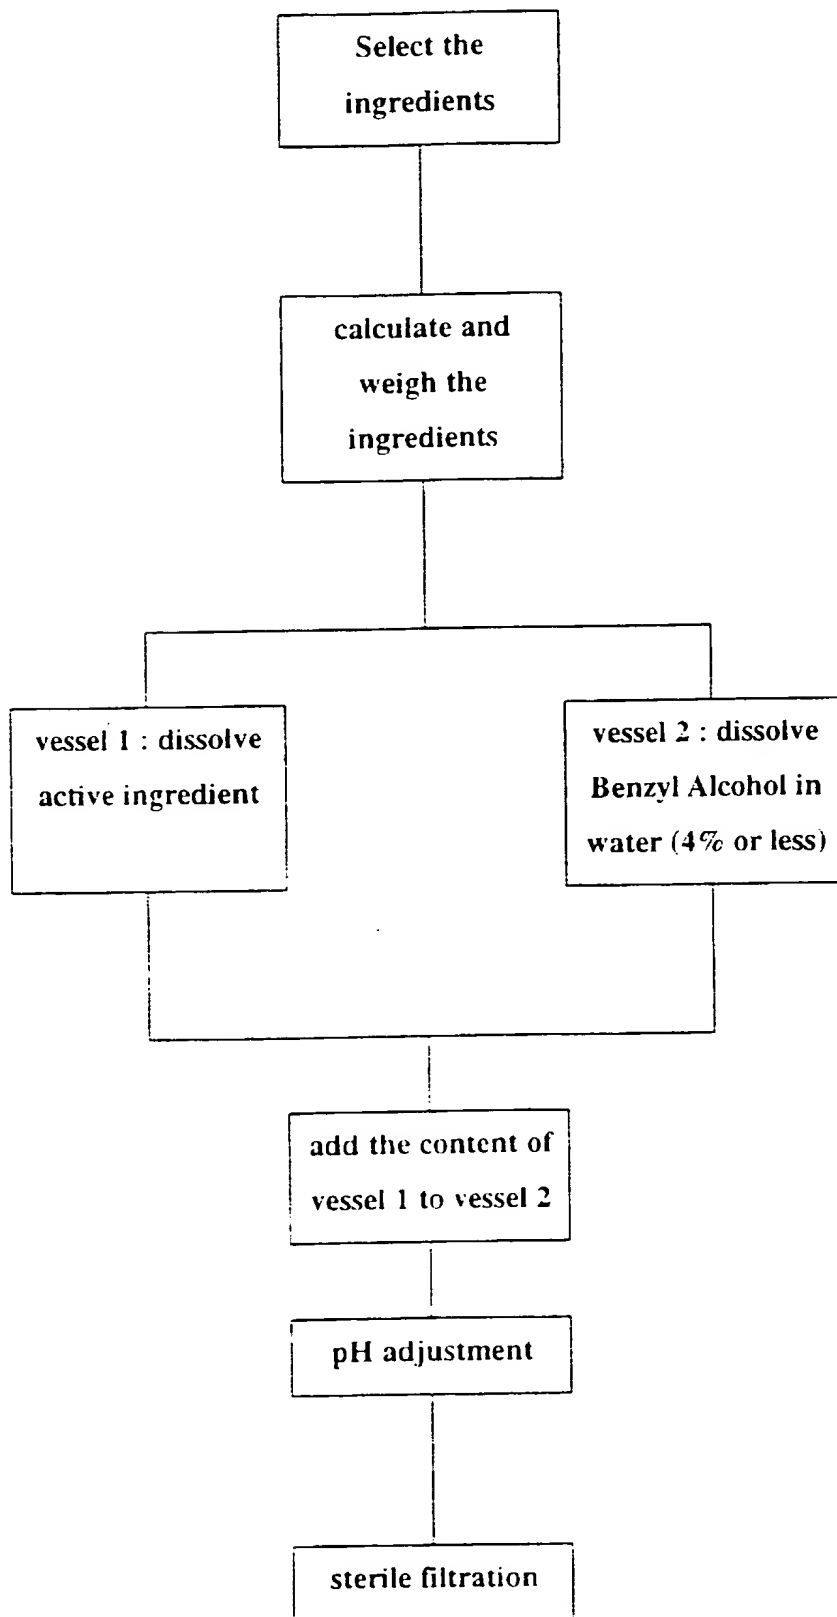 Select the
ingredients
calculate and
weigh the
ingredients
vessel 1 : dissolve
active ingredient
vessel 2 : dissolve
Benzyl Alcohol in
water (4% or less)
add the content of
vessel 1 to vessel 2
pH adjustment
sterile filtration